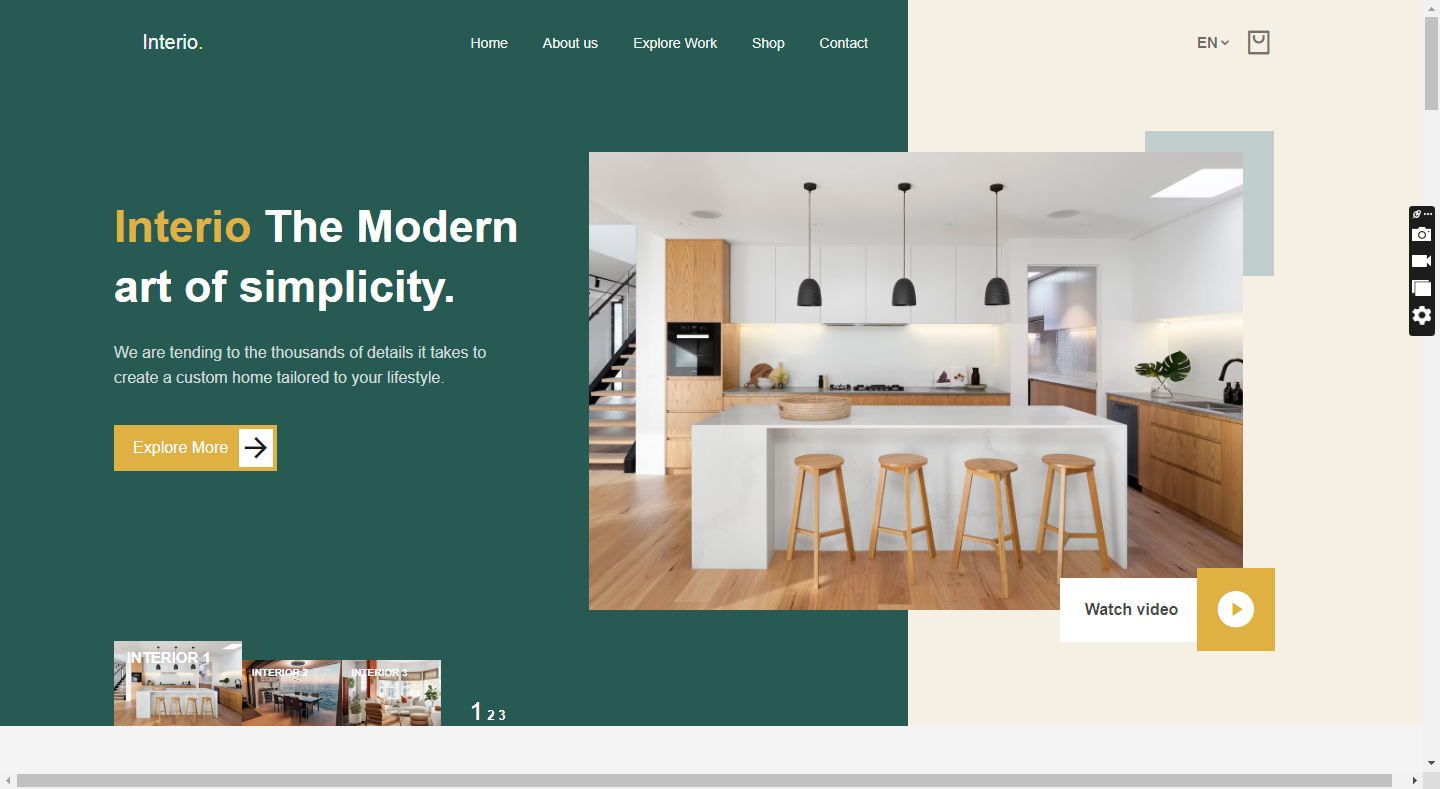 Interio.
Home About us Explore Work Shop Contact
EN
Interio The Modern
art of simplicity.
We are tending to the thousands of details it takes to
create a custom home tailored to your lifestyle.
Explore More
Watch video
INTERIOR 1
INTERIOR 2
INTERIOR 3
1 2 3